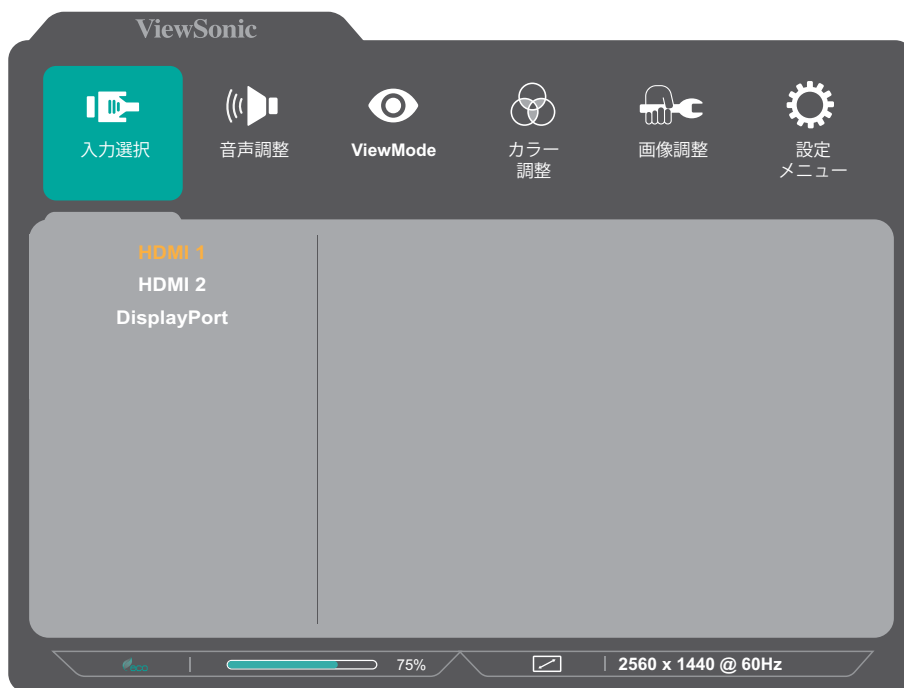 ViewSonic
入力選択
音声調整
ViewMode
カラー
調整
画像調整
設定
メニュー
HDMI 1
HDMI 2
DisplayPort
eco
75%
2560 x 1440 @ 60Hz